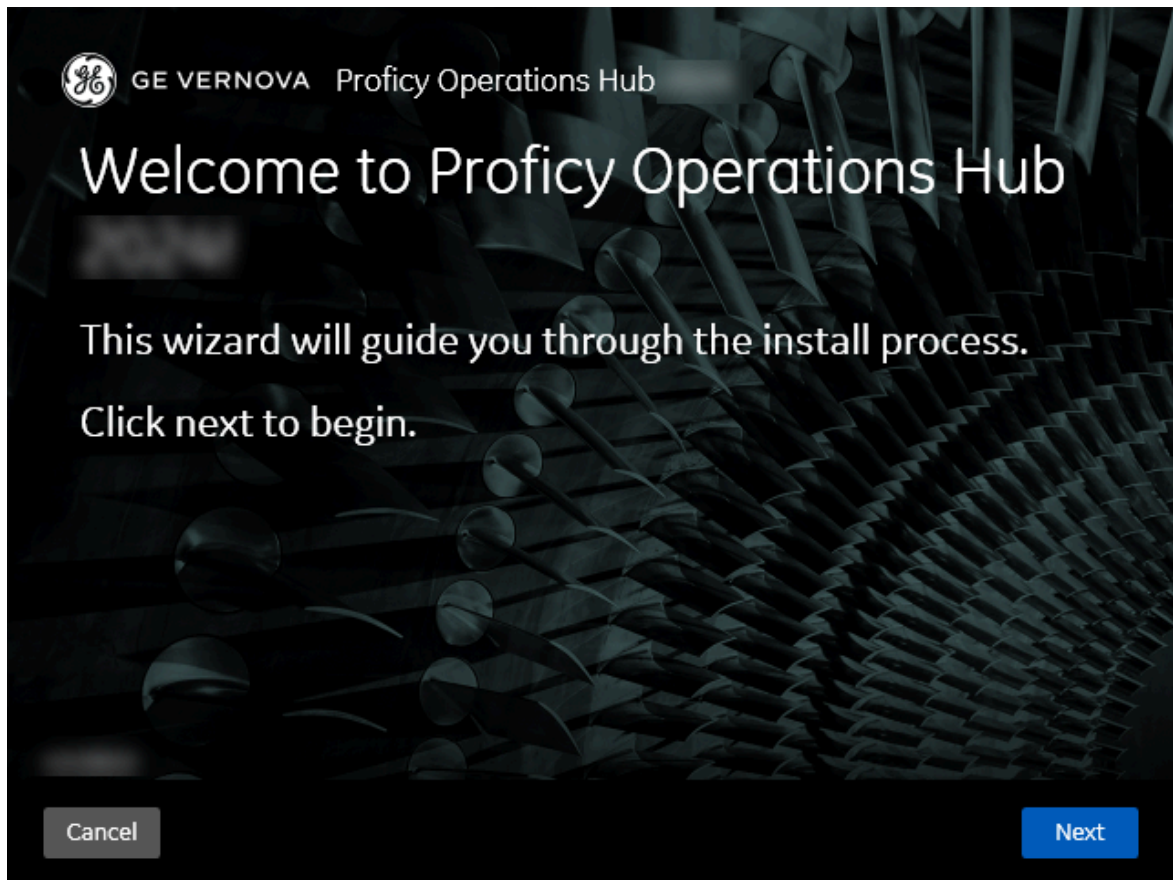 GE VERNOVA Proficy Operations Hub
Welcome to Proficy Operations Hub
This wizard will guide you through the install process.
Click next to begin.
Cancel
Next